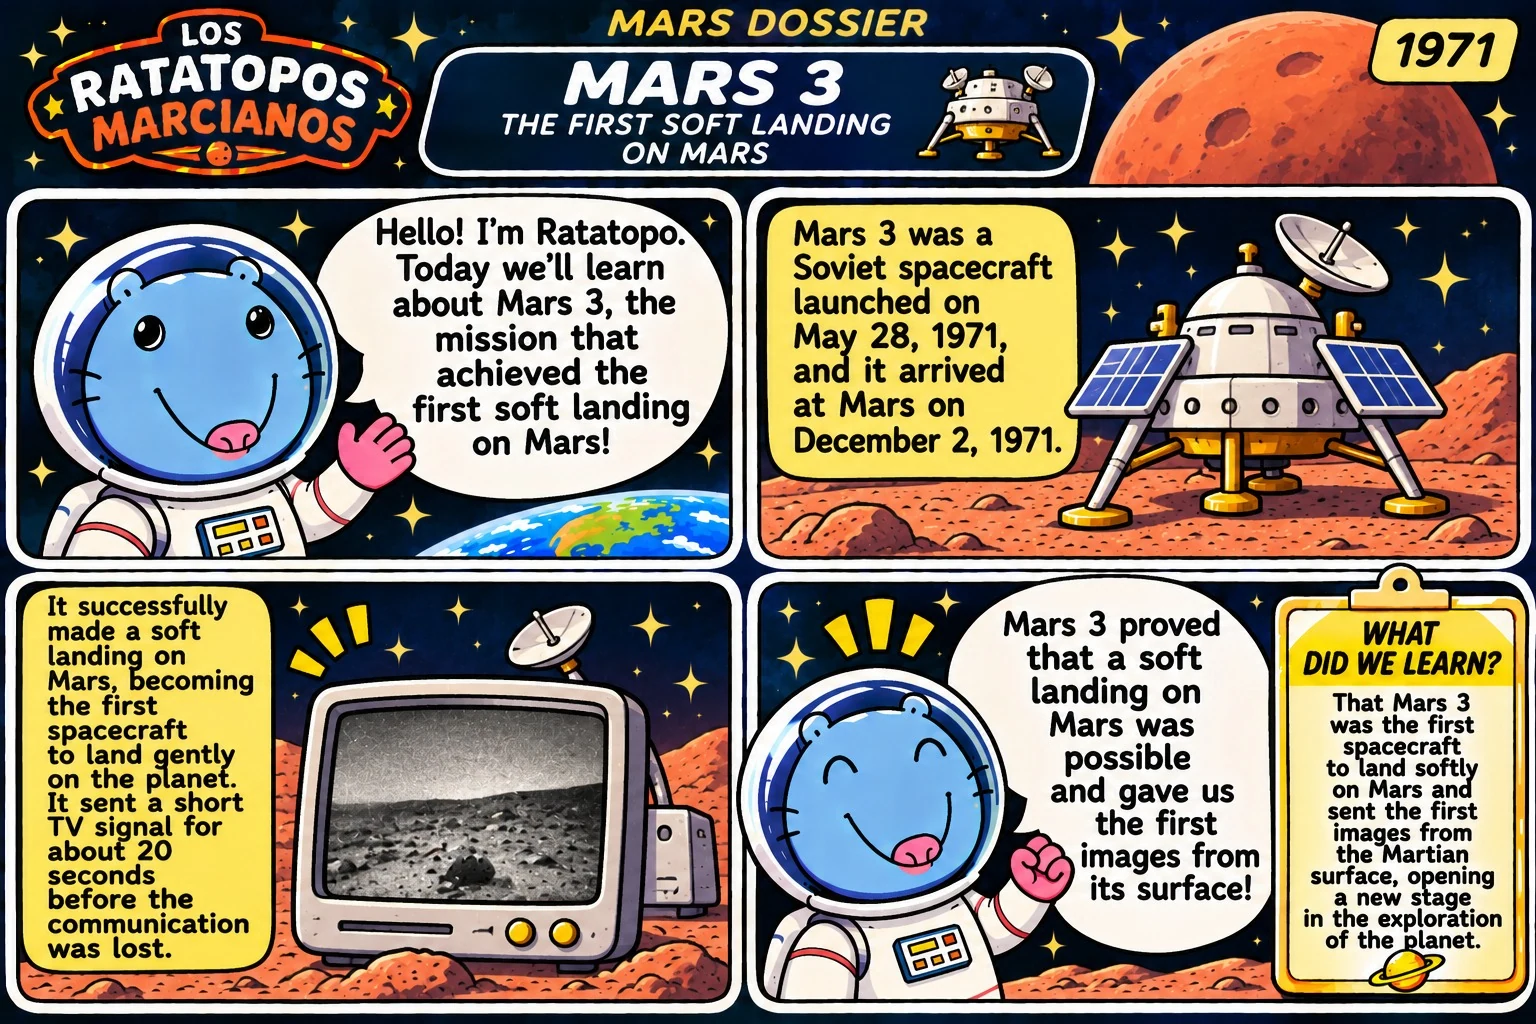 LOS
RATATOPOS
MARCIANOS
MARS DOSSIER
MARS 3
THE FIRST SOFT LANDING
ON MARS
1971
Hello! I'm Ratatopo.
Today we'll learn
about Mars 3, the
mission that
achieved the
first soft landing
on Mars!
Mars 3 was a
Soviet spacecraft
launched on
May 28, 1971,
and it arrived
at Mars on
December 2, 1971.
It successfully
made a soft
landing on
Mars, becoming
the first
spacecraft
to land gently
on the planet.
It sent a short
TV signal for
about 20
seconds
before the
communication
was lost.
Mars 3 proved
that a soft
landing on
Mars was
possible
and gave us
the first
images from
its surface!
WHAT
DID WE LEARN?
That Mars 3
was the first
spacecraft
to land softly
on Mars and
sent the first
images from
the Martian
surface, opening
a new stage
in the exploration
of the planet.